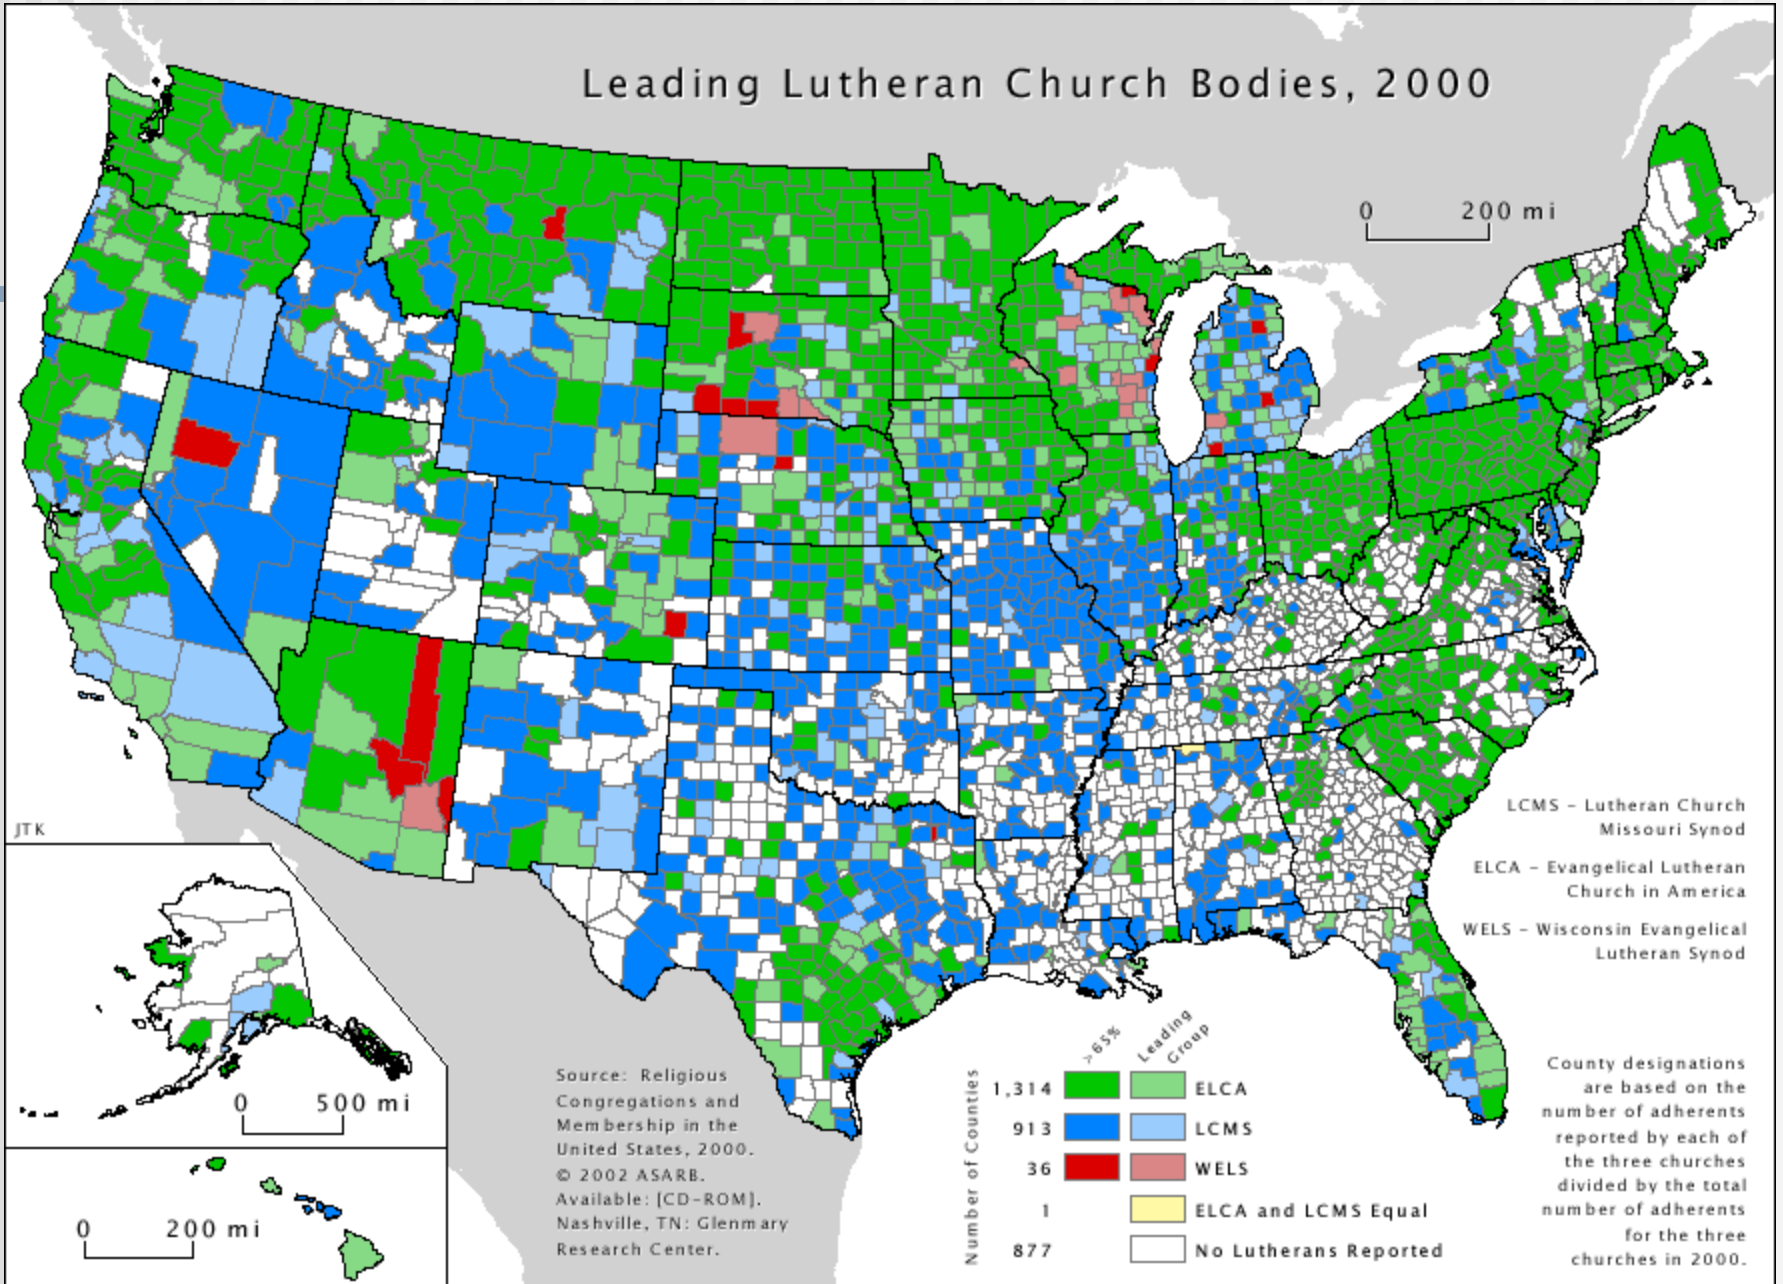 Leading Lutheran Church Bodies, 2000
0 200 mi
JTK
LCMS – Lutheran Church
Missouri Synod
ELCA – Evangelical Lutheran
Church in America
WELS – Wisconsin Evangelical
Lutheran Synod
0 500 mi
0 200 mi
Source: Religious
Congregations and
Membership in the
United States, 2000.
© 2002 ASARB.
Available: [CD–ROM].
Nashville, TN: Glenmary
Research Center.
Number of Counties
>65%
Leading
Group
1,314 ELCA
913 LCMS
36 WELS
1 ELCA and LCMS Equal
877 No Lutherans Reported
County designations
are based on the
number of adherents
reported by each of
the three churches
divided by the total
number of adherents
for the three
churches in 2000.